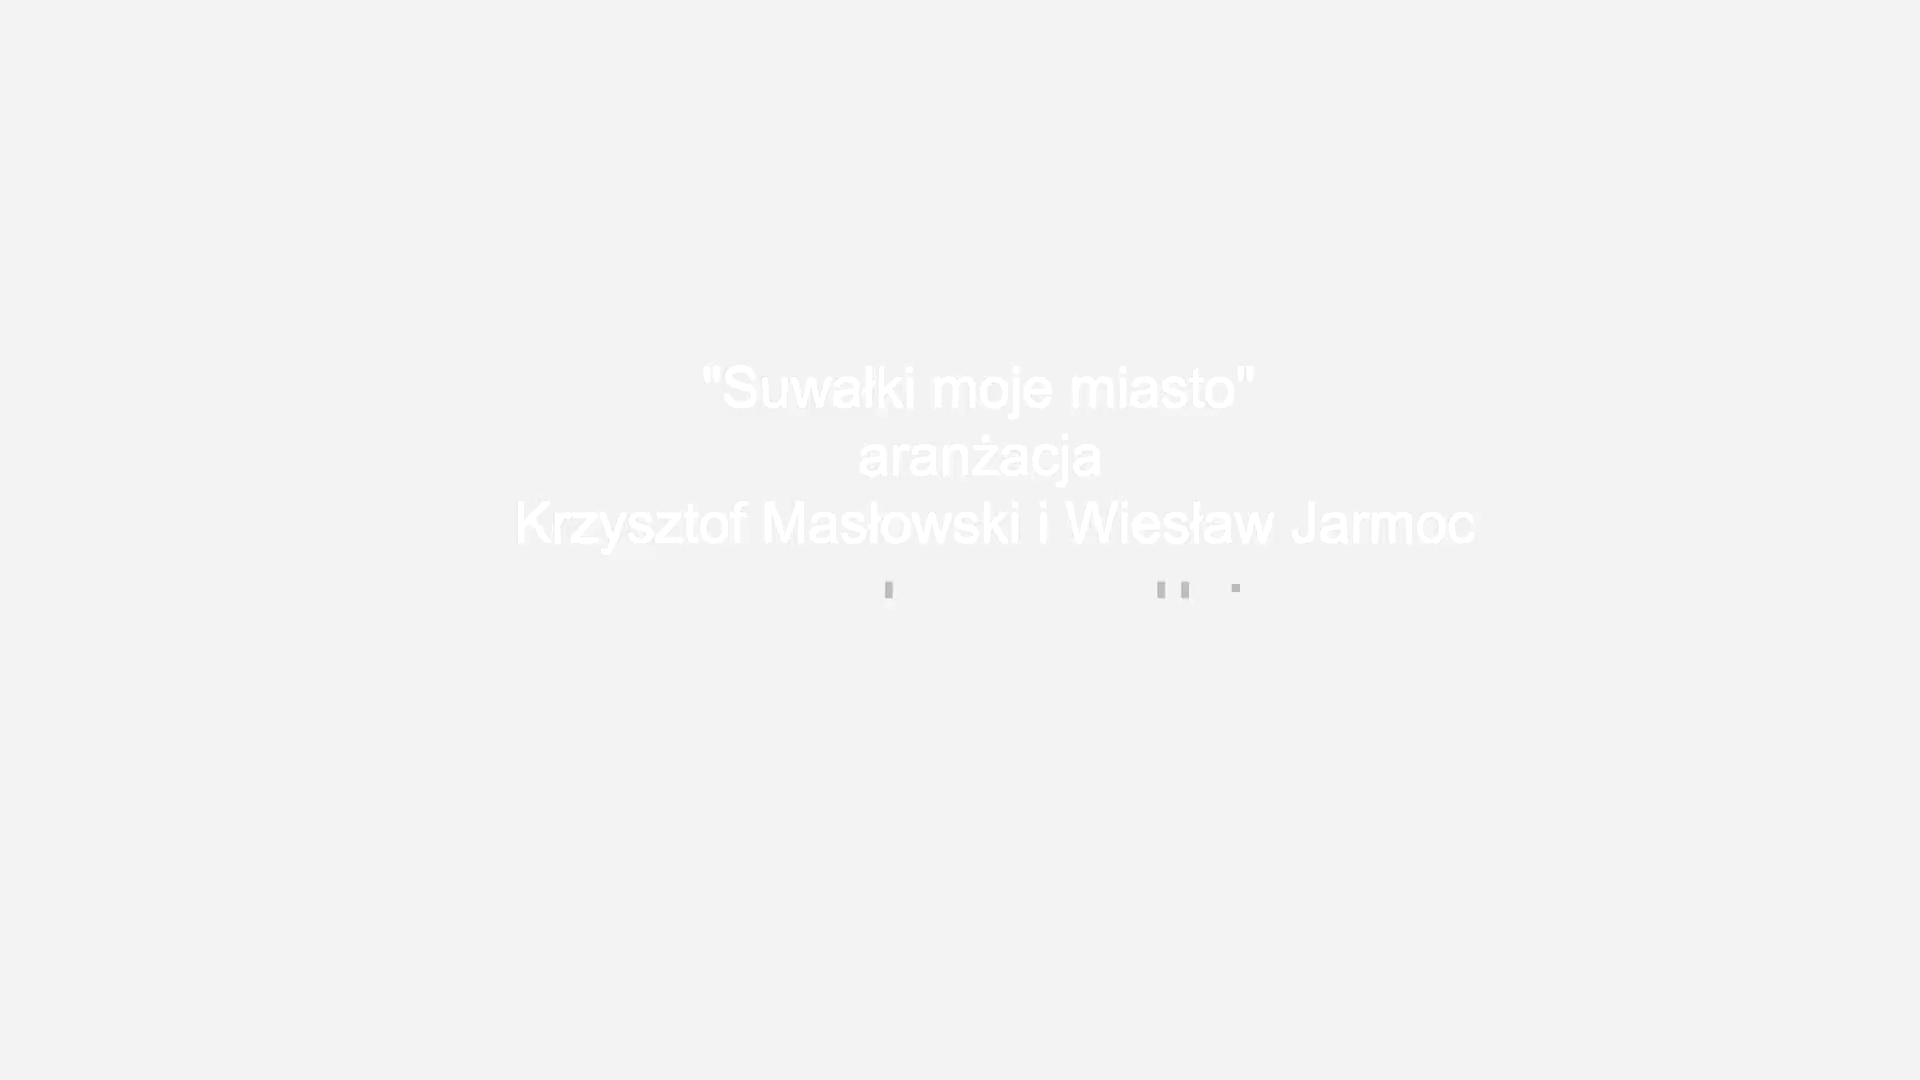 "Suwałki moje miasto"
aranżacja
Krzysztof Masłowski i Wiesław Jarmoc